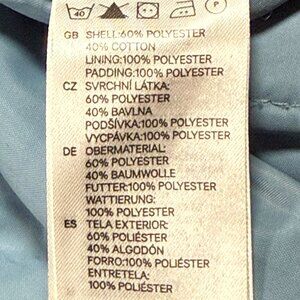 40 P
GB SHELL:60% POLYESTER
40% COTTON
LINING:100% POLYESTER
PADDING:100% POLYESTER
CZ SVRCHNÍ LÁTKA:
60% POLYESTER
40% BAVLNA
PODŠÍVKA:100% POLYESTER
VYCPÁVKA:100% POLYESTER
DE OBERMATERIAL:
60% POLYESTER
40% BAUMWOLLE
FUTTER:100% POLYESTER
WATTIERUNG:
100% POLYESTER
ES TELA EXTERIOR:
60% POLIÉSTER
40% ALGODÓN
FORRO:100% POLIÉSTER
ENTRETELA:
100% POLIÉSTER